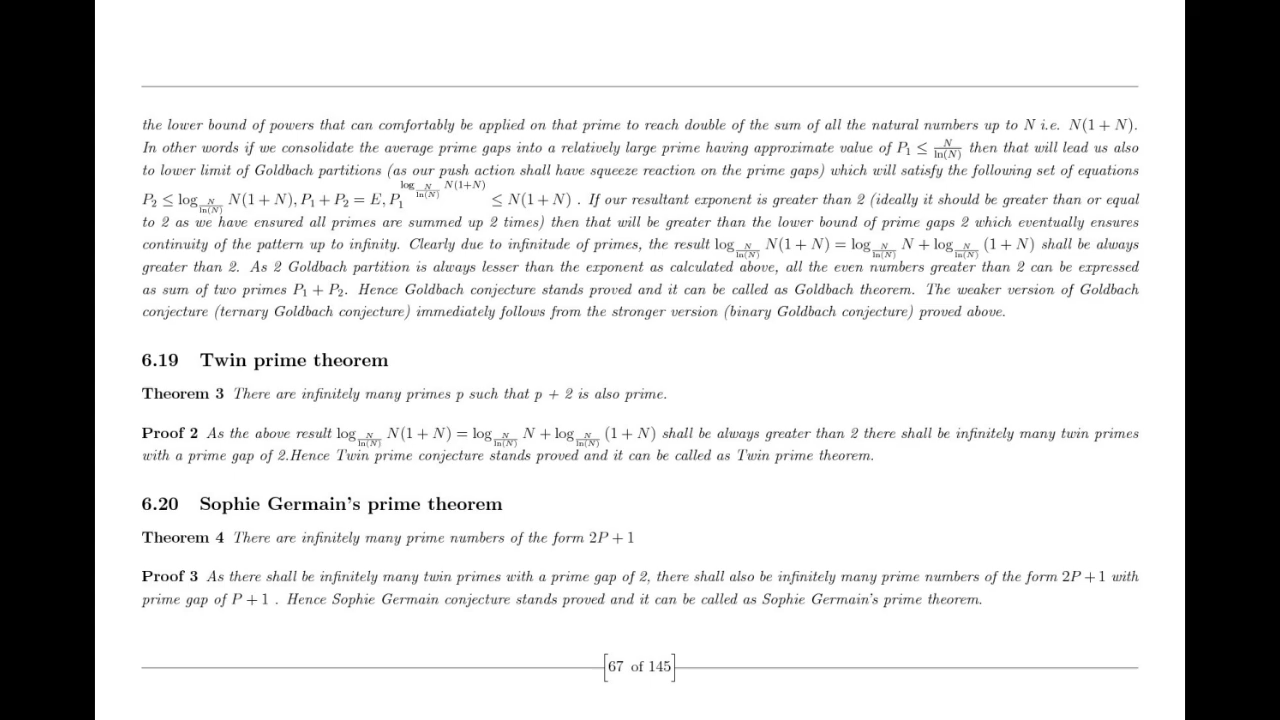 the lower bound of powers that can comfortably be applied on that prime to reach double of the sum of all the natural numbers up to N i.e. N(1 + N).
In other words if we consolidate the average prime gaps into a relatively large prime having approximate value of P₁ ≤ N/ln(N) then that will lead us also
to lower limit of Goldbach partitions (as our push action shall have squeeze reaction on the prime gaps) which will satisfy the following set of equations
P₂ ≤ log_{N/ln(N)} N(1 + N), P₁ + P₂ = E, P₁^{log_{N/ln(N)} N(1+N)} ≤ N(1 + N) . If our resultant exponent is greater than 2 (ideally it should be greater than or equal
to 2 as we have ensured all primes are summed up 2 times) then that will be greater than the lower bound of prime gaps 2 which eventually ensures
continuity of the pattern up to infinity. Clearly due to infinitude of primes, the result log_{N/ln(N)} N(1 + N) = log_{N/ln(N)} N + log_{N/ln(N)} (1 + N) shall be always
greater than 2. As 2 Goldbach partition is always lesser than the exponent as calculated above, all the even numbers greater than 2 can be expressed
as sum of two primes P₁ + P₂. Hence Goldbach conjecture stands proved and it can be called as Goldbach theorem. The weaker version of Goldbach
conjecture (ternary Goldbach conjecture) immediately follows from the stronger version (binary Goldbach conjecture) proved above.
6.19 Twin prime theorem
Theorem 3 There are infinitely many primes p such that p + 2 is also prime.
Proof 2 As the above result log_{N/ln(N)} N(1 + N) = log_{N/ln(N)} N + log_{N/ln(N)} (1 + N) shall be always greater than 2 there shall be infinitely many twin primes
with a prime gap of 2.Hence Twin prime conjecture stands proved and it can be called as Twin prime theorem.
6.20 Sophie Germain's prime theorem
Theorem 4 There are infinitely many prime numbers of the form 2P + 1
Proof 3 As there shall be infinitely many twin primes with a prime gap of 2, there shall also be infinitely many prime numbers of the form 2P + 1 with
prime gap of P + 1 . Hence Sophie Germain conjecture stands proved and it can be called as Sophie Germain's prime theorem.
[67 of 145]